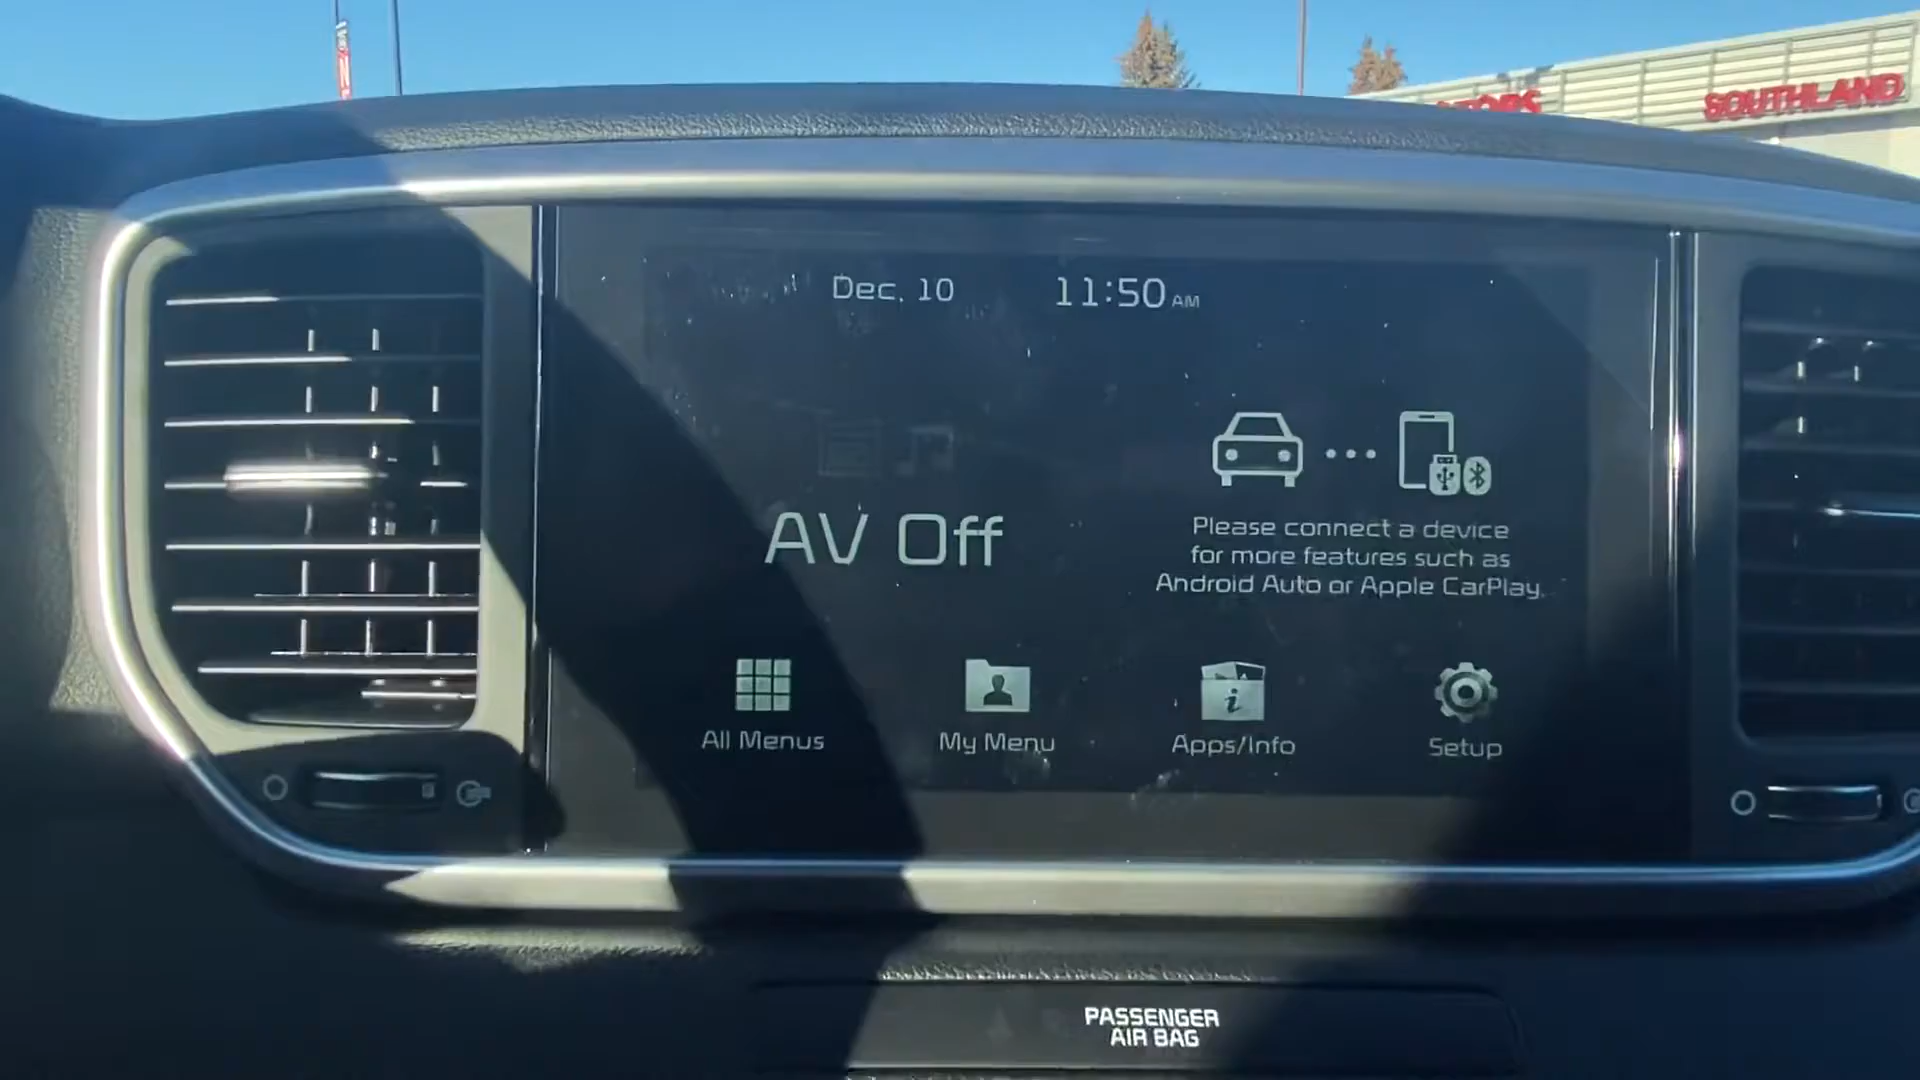 SOUTHLAND
Dec. 10
11:50 AM
AV Off
Please connect a device
for more features such as
Android Auto or Apple CarPlay.
All Menus
My Menu
Apps/Info
Setup
PASSENGER
AIR BAG